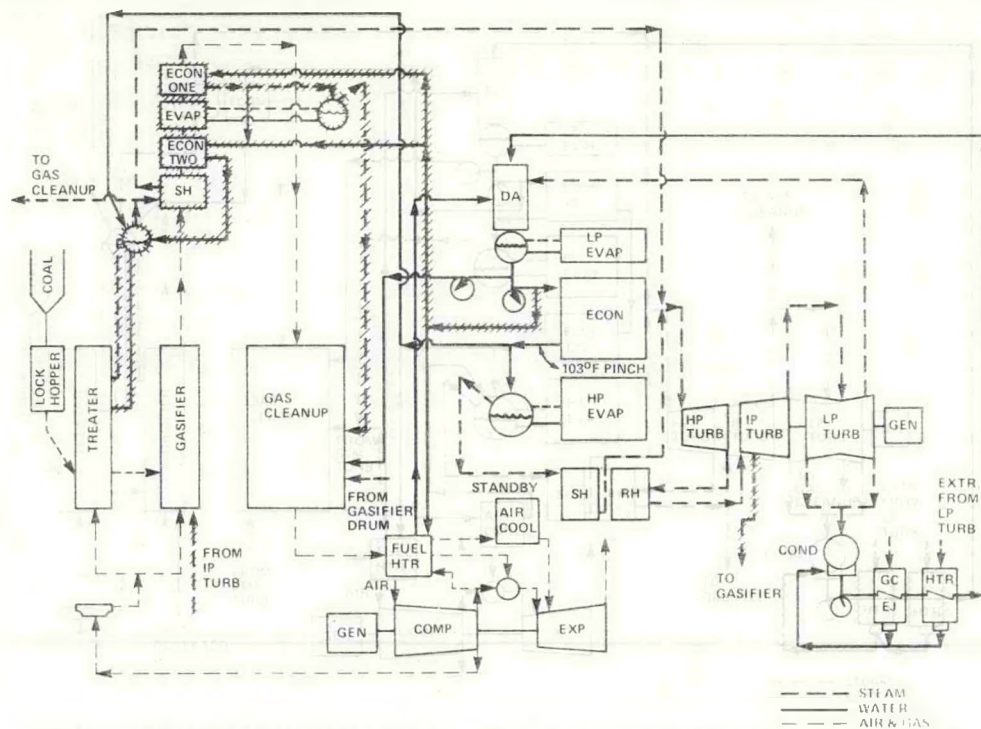 ECON
ONE
EVAP
ECON
TWO
SH
TO
GAS
CLEANUP
COAL
LOCK
HOPPER
TREATER
GASIFIER
GAS
CLEANUP
FROM
GASIFIER
DRUM
FROM
IP
TURB
DA
LP
EVAP
ECON
103°F PINCH
HP
EVAP
STANDBY
AIR
COOL
SH
RH
FUEL
HTR
AIR
GEN
COMP
EXP
HP
TURB
IP
TURB
LP
TURB
GEN
TO
GASIFIER
COND
EXTR
FROM
LP
TURB
GC
EJ
HTR
STEAM
WATER
AIR & GAS